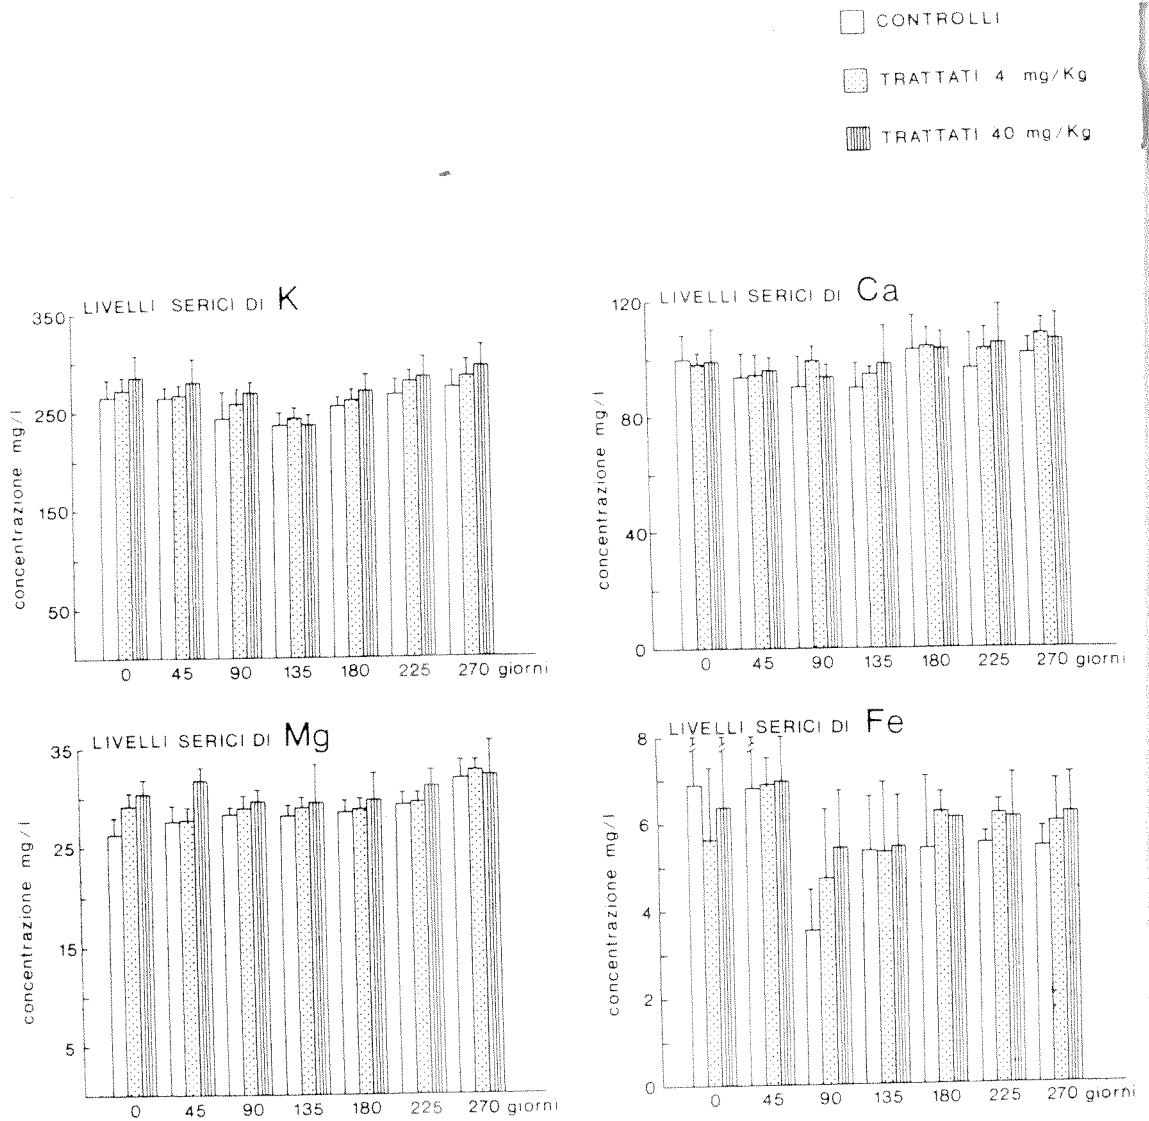 CONTROLLI
TRATTATI 4 mg/Kg
TRATTATI 40 mg/Kg
LIVELLI SERICI DI K
350
250
150
50
concentrazione mg/l
0 45 90 135 180 225 270 giorni
LIVELLI SERICI DI Ca
120
80
40
0
concentrazione mg/l
0 45 90 135 180 225 270 giorni
LIVELLI SERICI DI Mg
35
25
15
5
concentrazione mg/l
0 45 90 135 180 225 270 giorni
LIVELLI SERICI DI Fe
8
6
4
2
0
concentrazione mg/l
0 45 90 135 180 225 270 giorni